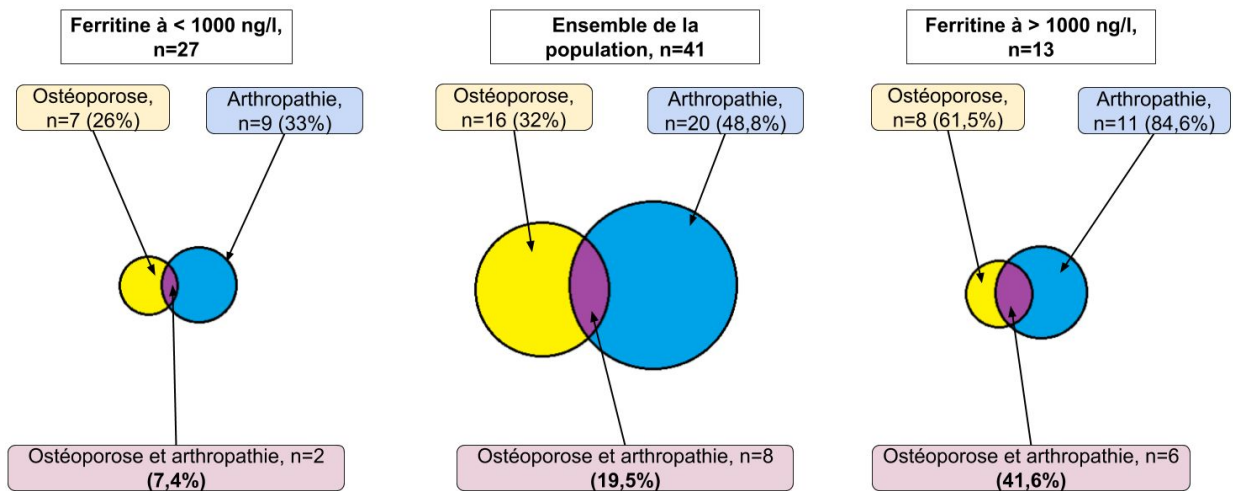 Ferritine à < 1000 ng/l,
n=27
Ostéoporose,
n=7 (26%)
Arthropathie,
n=9 (33%)
Ostéoporose et arthropathie, n=2
(7,4%)
Ensemble de la
population, n=41
Ostéoporose,
n=16 (32%)
Arthropathie,
n=20 (48,8%)
Ostéoporose et arthropathie, n=8
(19,5%)
Ferritine à > 1000 ng/l,
n=13
Ostéoporose,
n=8 (61,5%)
Arthropathie,
n=11 (84,6%)
Ostéoporose et arthropathie, n=6
(41,6%)